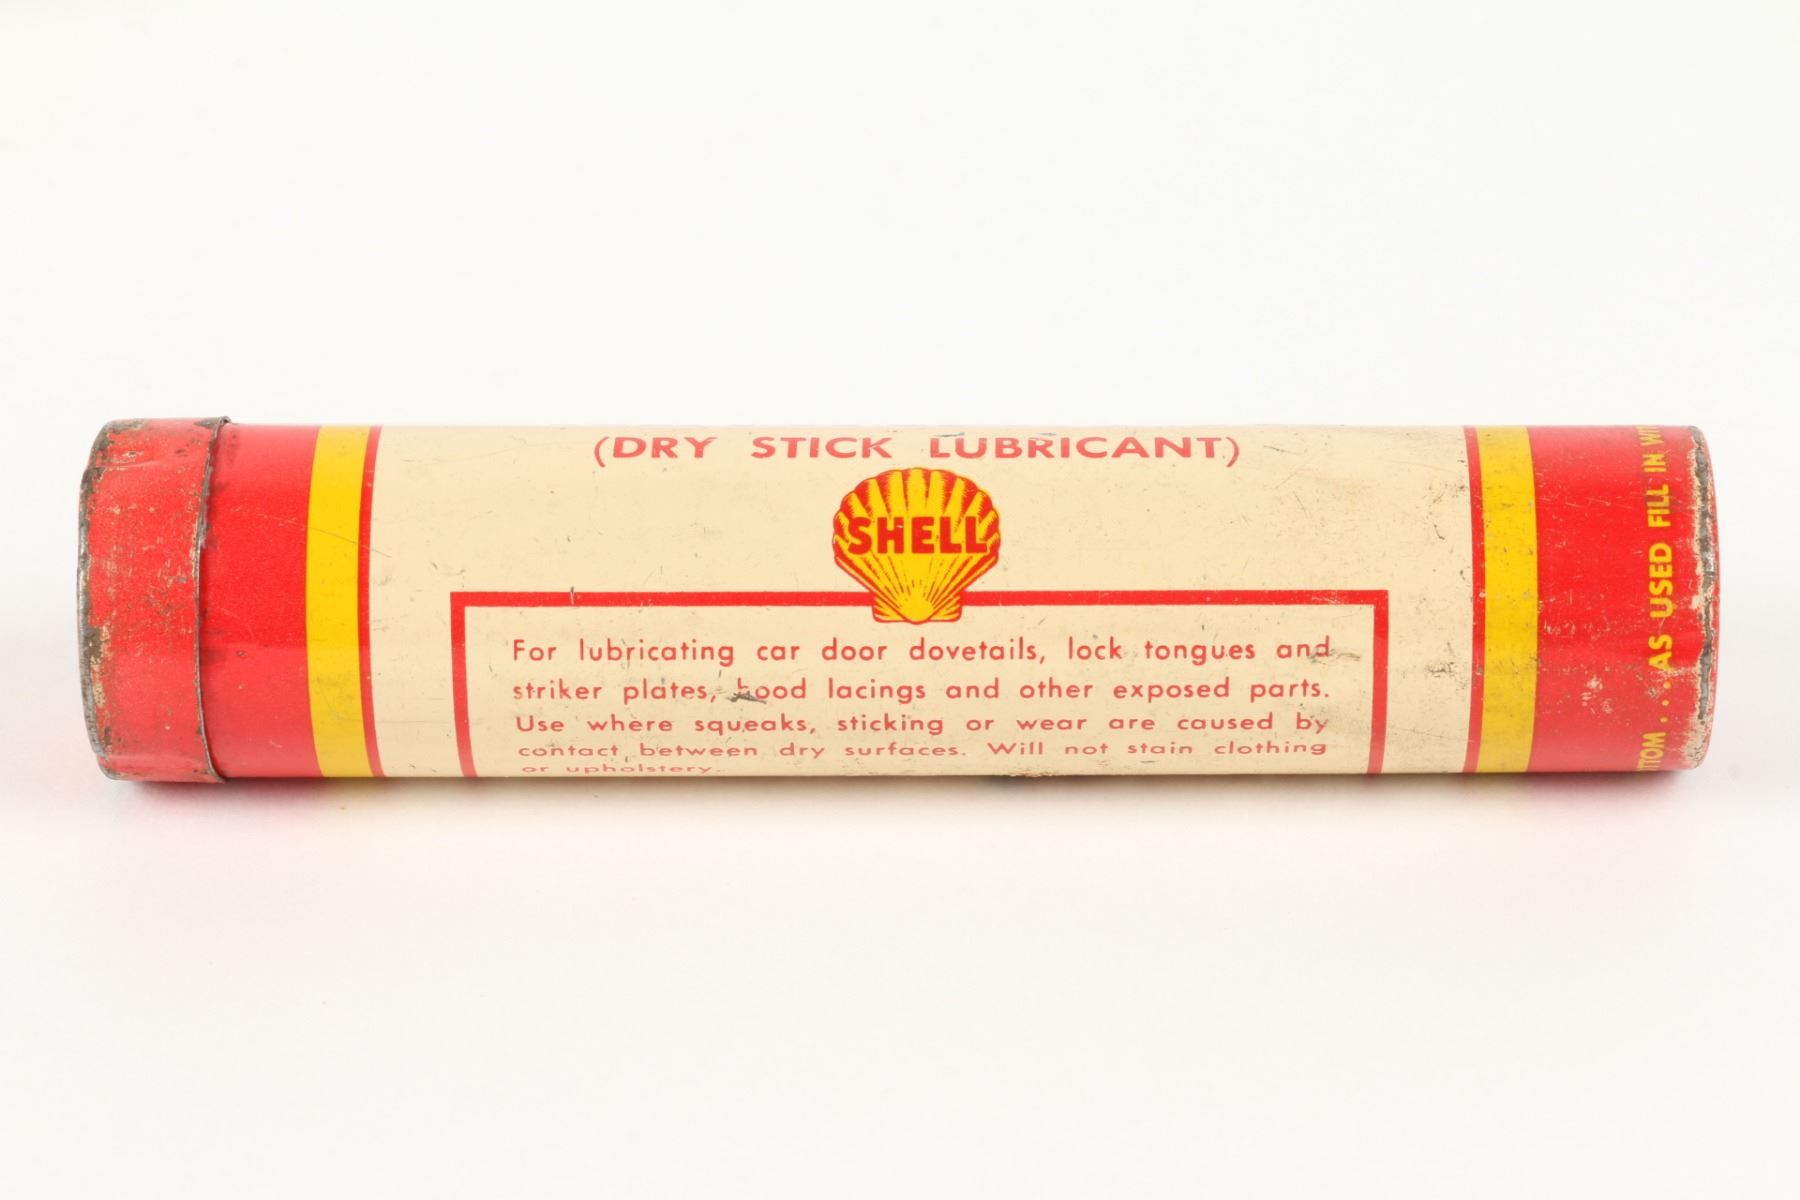 (DRY STICK LUBRICANT)
SHELL
For lubricating car door dovetails, lock tongues and
striker plates, hood lacings and other exposed parts.
Use where squeaks, sticking or wear are caused by
contact between dry surfaces. Will not stain clothing
or upholstery.
... AS USED FILL IN